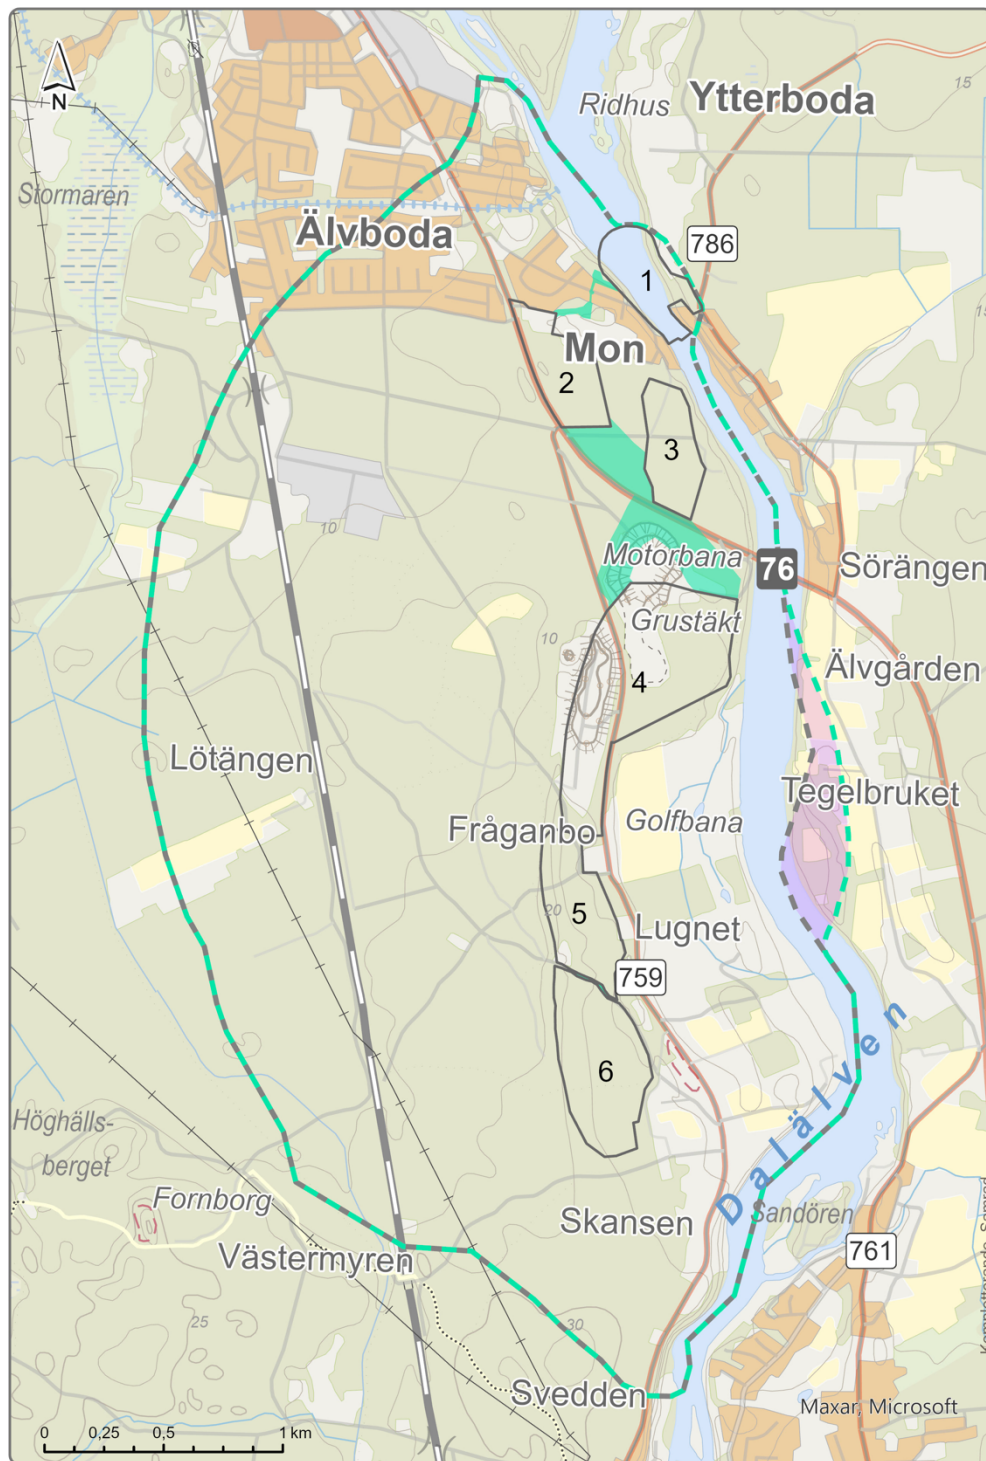 N
15
Ridhus
Ytterboda
Stormaren
Älvboda
786
1
Mon
2
3
10
Motorbana
76
Sörängen
Grustäkt
10
4
Älvgården
Lötängen
Tegelbruket
Fråganbo
Golfbana
20
5
Lugnet
759
Dalälven
6
Höghälls-
berget
Fornborg
Skansen
Sandören
Västermyren
761
25
30
Svedden
Maxar, Microsoft
0 0,25 0,5 1 km